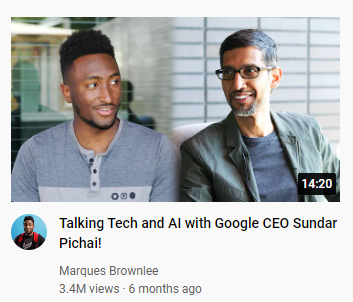 14:20
Talking Tech and AI with Google CEO Sundar
Pichai!
Marques Brownlee
3.4M views · 6 months ago